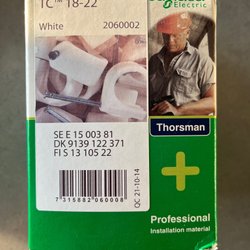 TC™ 18-22
Electric
White 2060002
Thorsman
SE E 15 003 81
DK 9139 122 371
FI S 13 105 22
7 315882 060008
QC 21-10-14
Professional
Installation material